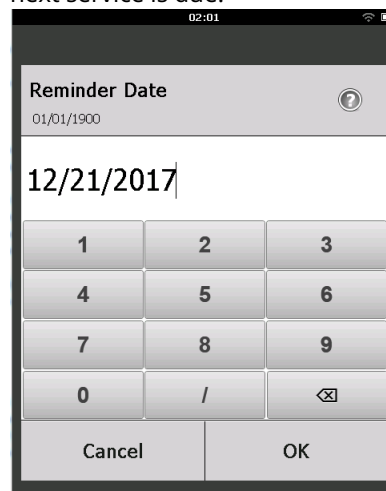 next service is due.
02:01
Reminder Date
?
01/01/1900
12/21/2017
1 2 3
4 5 6
7 8 9
0 /
Cancel OK